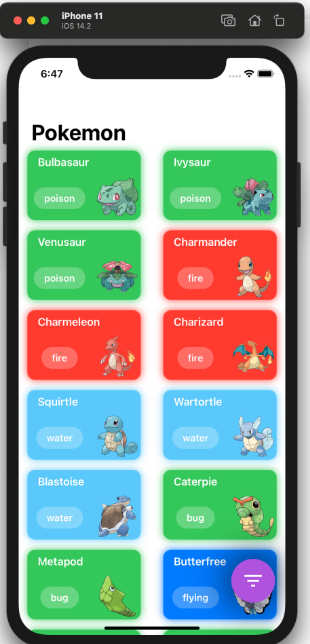 iPhone 11
iOS 14.2
6:47
Pokemon
Bulbasaur
poison
Ivysaur
poison
Venusaur
poison
Charmander
fire
Charmeleon
fire
Charizard
fire
Squirtle
water
Wartortle
water
Blastoise
water
Caterpie
bug
Metapod
bug
Butterfree
flying